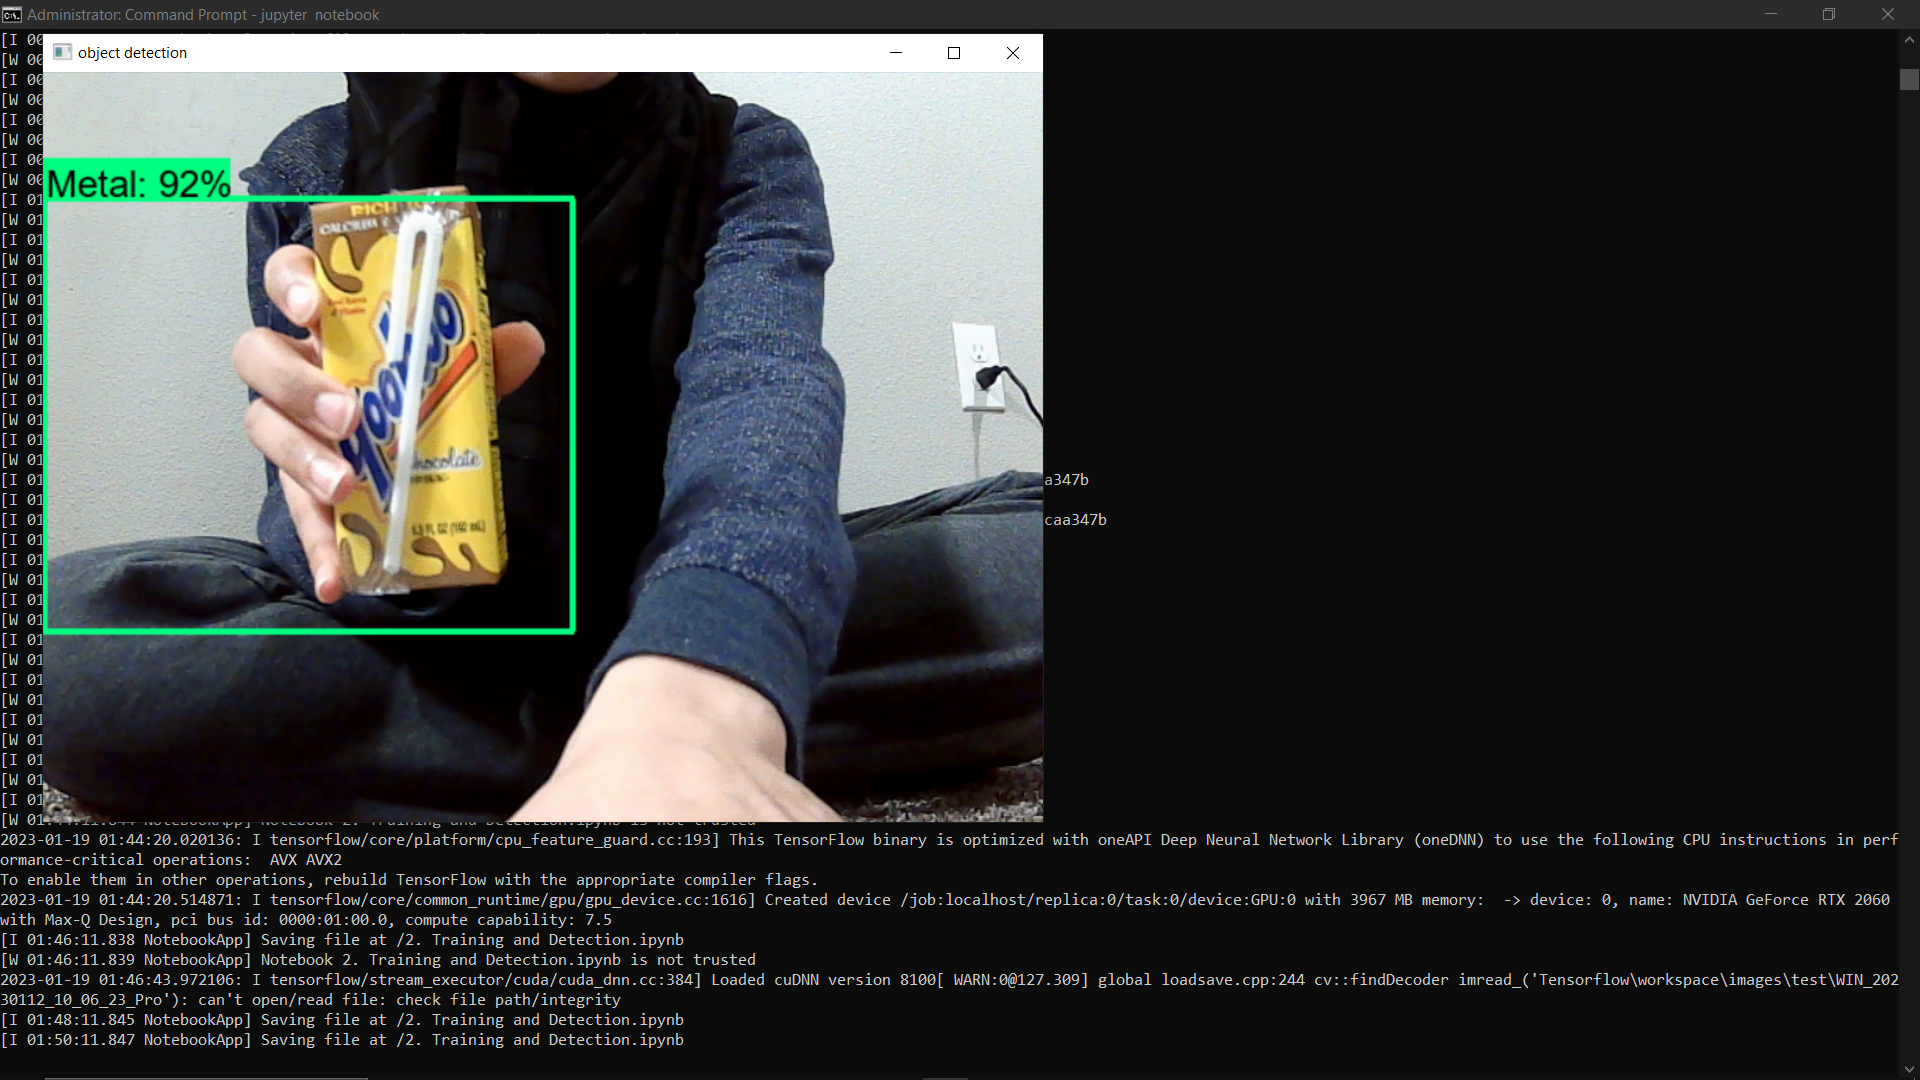 Administrator: Command Prompt - jupyter notebook
object detection
Metal: 92%
RICH
CALCIUM
Yoo-hoo
chocolate
6.5 FL OZ (192 mL)
[I 00
[W 00
[I 00
[W 00
[I 00
[W 00
[I 00
[W 00
[I 01
[W 01
[I 01
[W 01
[I 01
[W 01
[I 01
[W 01
[I 01
[W 01
[I 01
[W 01
[I 01
[W 01
[I 01 a347b
[I 01
[I 01 caa347b
[I 01
[I 01
[W 01
[I 01
[W 01
[I 01
[W 01
[I 01
[W 01
[I 01
[W 01
[I 01
[W 01
[I 01
[W 01:44:11.844 NotebookApp] Notebook 2. Training and Detection.ipynb is not trusted
2023-01-19 01:44:20.020136: I tensorflow/core/platform/cpu_feature_guard.cc:193] This TensorFlow binary is optimized with oneAPI Deep Neural Network Library (oneDNN) to use the following CPU instructions in perf
ormance-critical operations:  AVX AVX2
To enable them in other operations, rebuild TensorFlow with the appropriate compiler flags.
2023-01-19 01:44:20.514871: I tensorflow/core/common_runtime/gpu/gpu_device.cc:1616] Created device /job:localhost/replica:0/task:0/device:GPU:0 with 3967 MB memory:  -> device: 0, name: NVIDIA GeForce RTX 2060
with Max-Q Design, pci bus id: 0000:01:00.0, compute capability: 7.5
[I 01:46:11.838 NotebookApp] Saving file at /2. Training and Detection.ipynb
[W 01:46:11.839 NotebookApp] Notebook 2. Training and Detection.ipynb is not trusted
2023-01-19 01:46:43.972106: I tensorflow/stream_executor/cuda/cuda_dnn.cc:384] Loaded cuDNN version 8100[ WARN:0@127.309] global loadsave.cpp:244 cv::findDecoder imread_('Tensorflow\workspace\images\test\WIN_202
30112_10_06_23_Pro'): can't open/read file: check file path/integrity
[I 01:48:11.845 NotebookApp] Saving file at /2. Training and Detection.ipynb
[I 01:50:11.847 NotebookApp] Saving file at /2. Training and Detection.ipynb